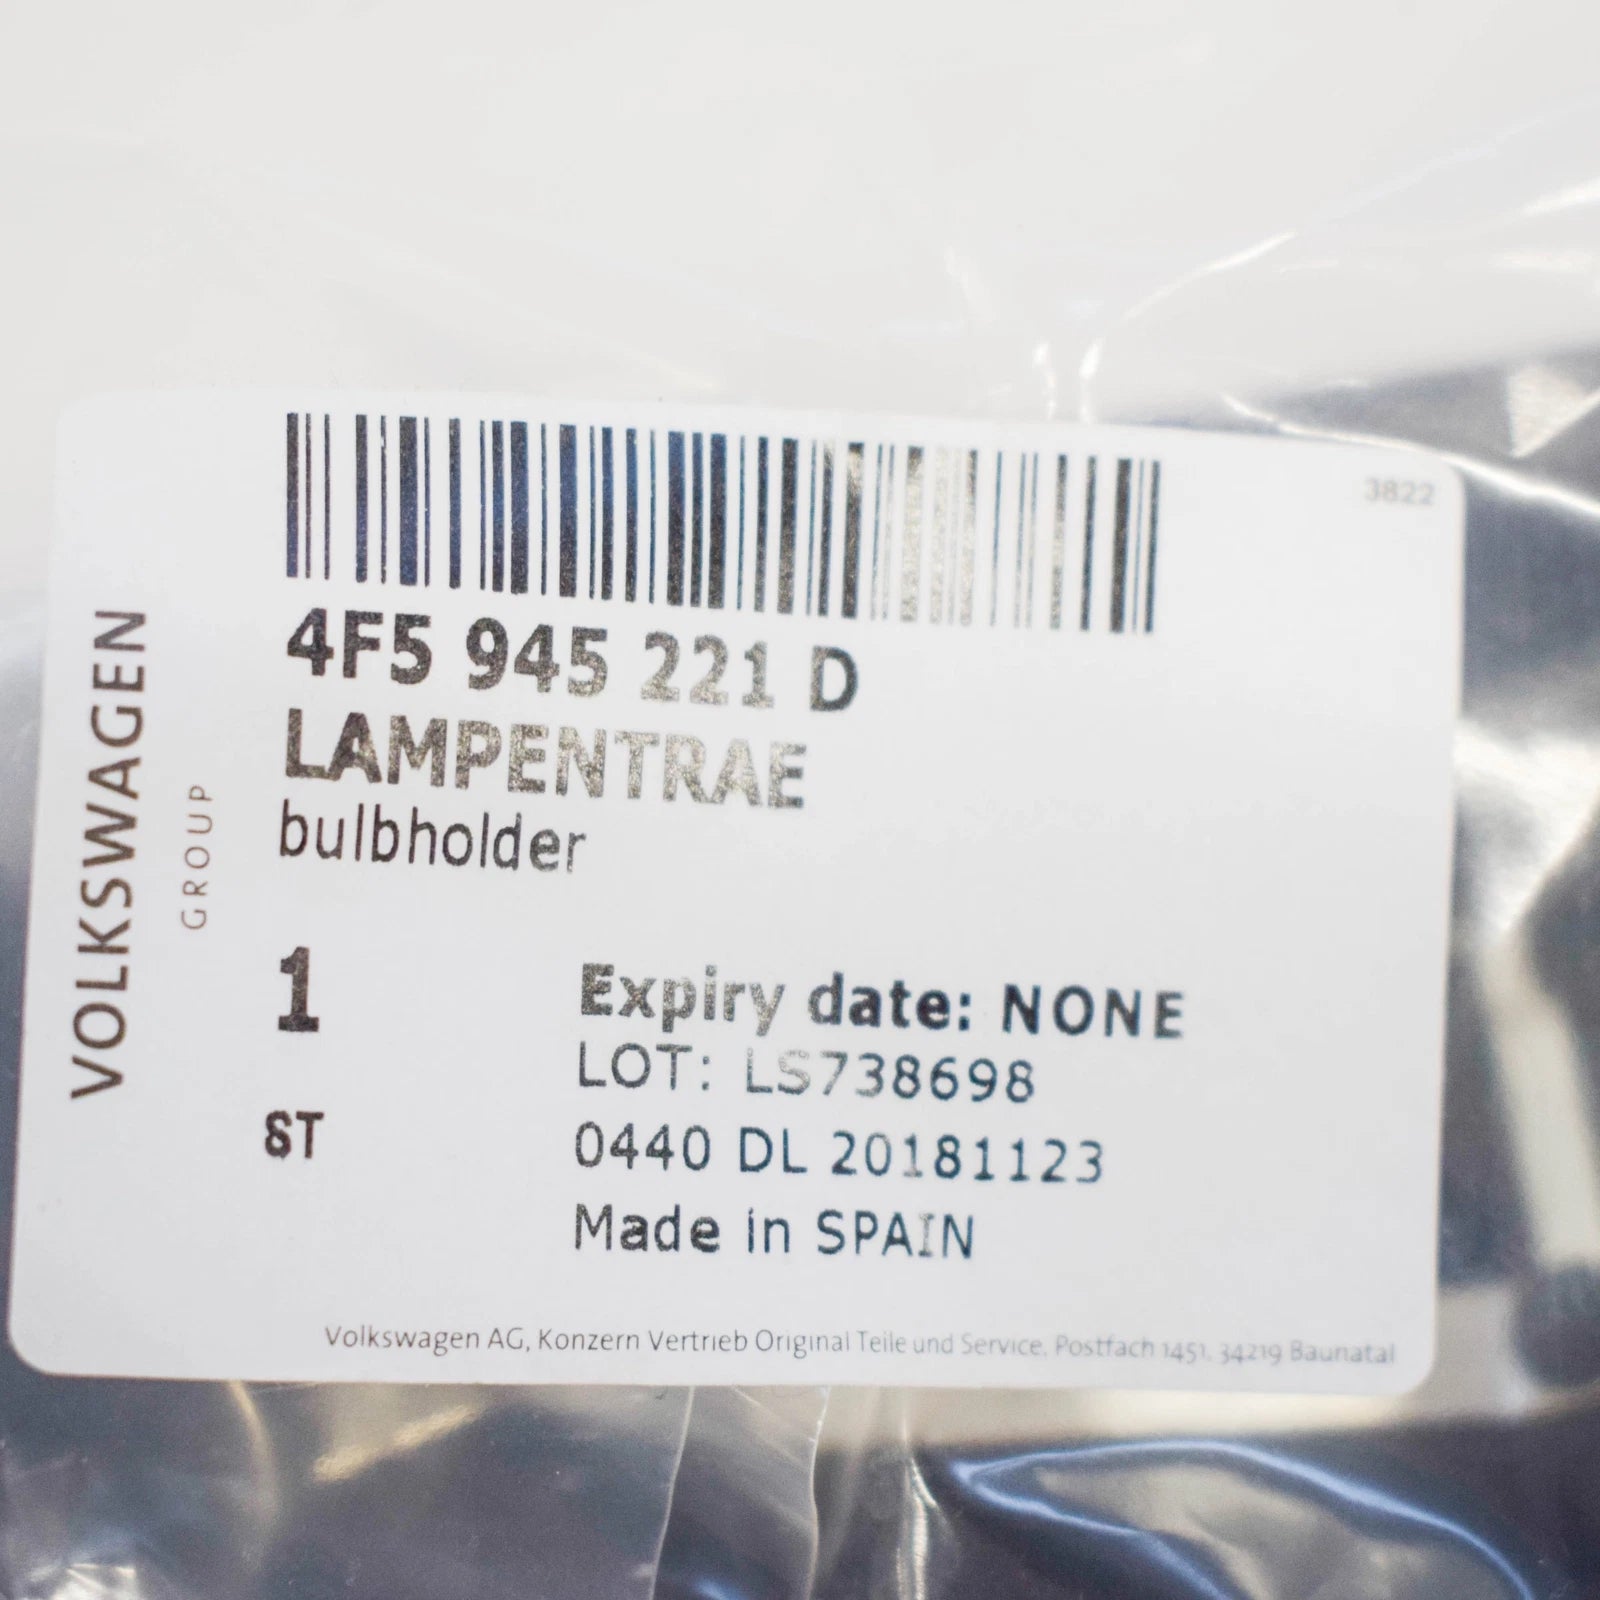 3822
4F5 945 221 D
LAMPENTRAE
bulbholder
VOLKSWAGEN
GROUP
1
ST
Expiry date: NONE
LOT: LS738698
0440 DL 20181123
Made in SPAIN
Volkswagen AG, Konzern Vertrieb Original Teile und Service, Postfach 1451, 34219 Baunatal